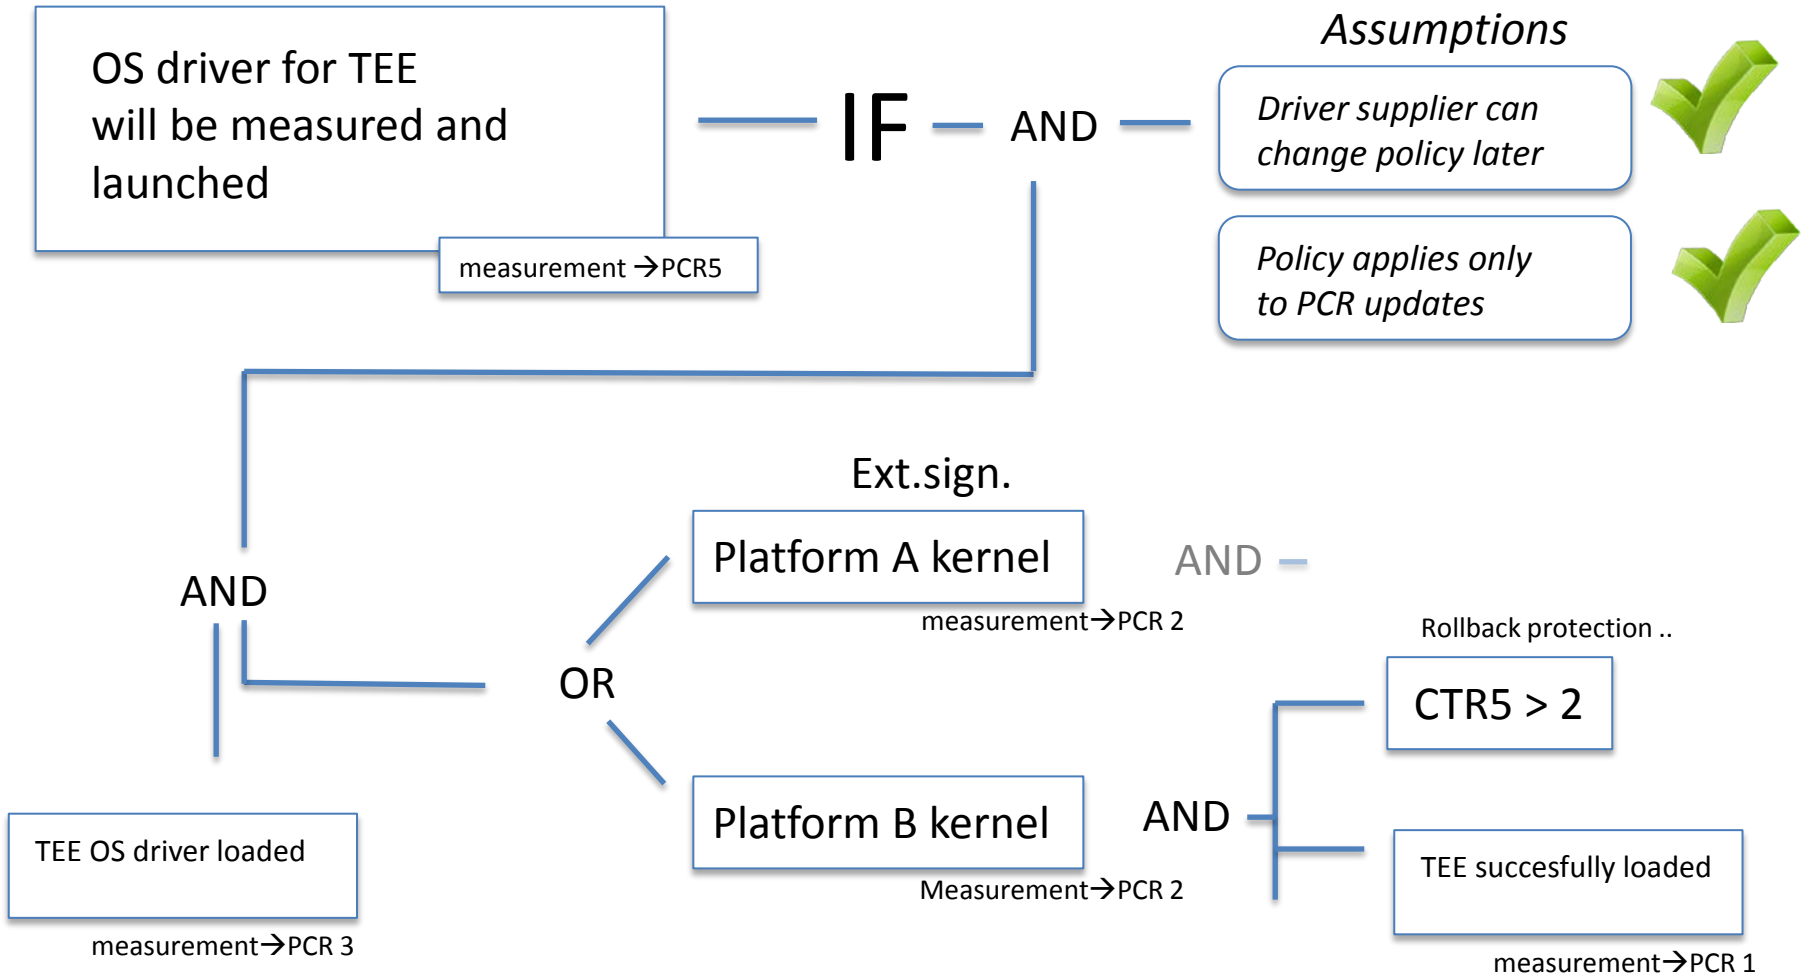 Assumptions
OS driver for TEE
will be measured and
launched
measurement →PCR5
IF
AND
Driver supplier can
change policy later
Policy applies only
to PCR updates
Ext.sign.
Platform A kernel
AND
measurement→PCR 2
AND
OR
Rollback protection ..
CTR5 > 2
Platform B kernel
AND
Measurement→PCR 2
TEE OS driver loaded
measurement→PCR 3
TEE succesfully loaded
measurement→PCR 1